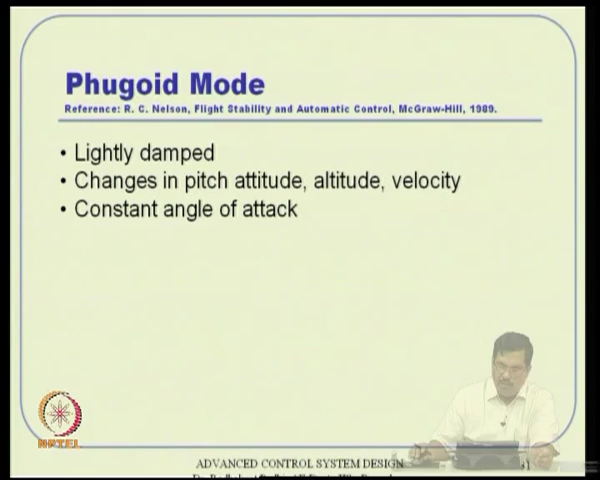 Phugoid Mode
Reference: R. C. Nelson, Flight Stability and Automatic Control, McGraw-Hill, 1989.
• Lightly damped
• Changes in pitch attitude, altitude, velocity
• Constant angle of attack
NPTEL
ADVANCED CONTROL SYSTEM DESIGN